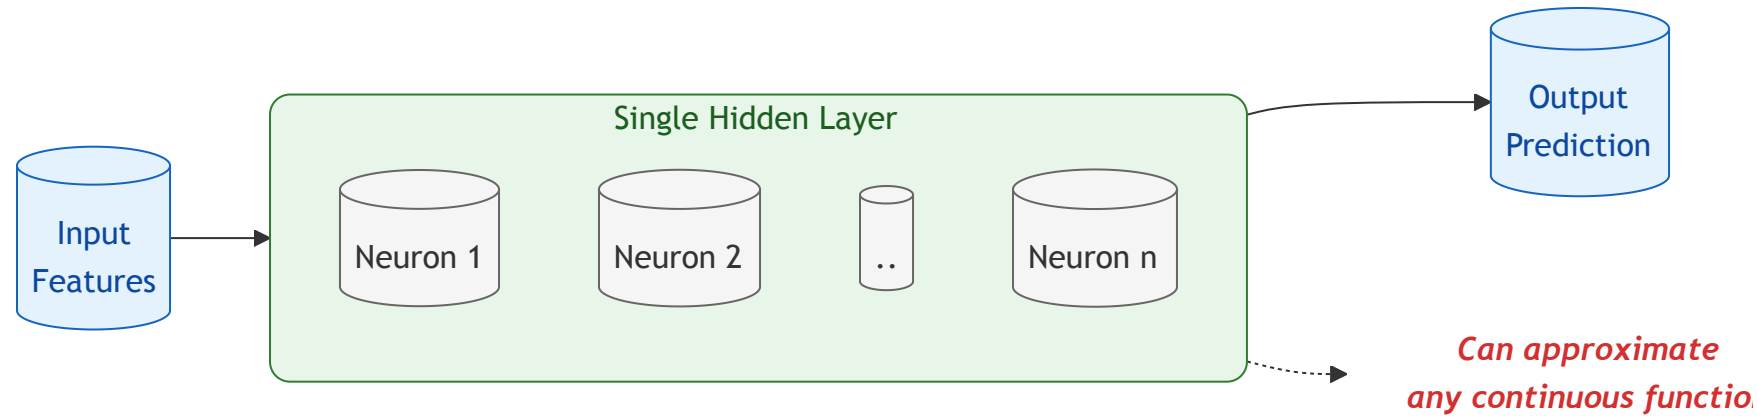 Single Hidden Layer
Input
Features
Neuron 1
Neuron 2
..
Neuron n
Output
Prediction
Can approximate
any continuous